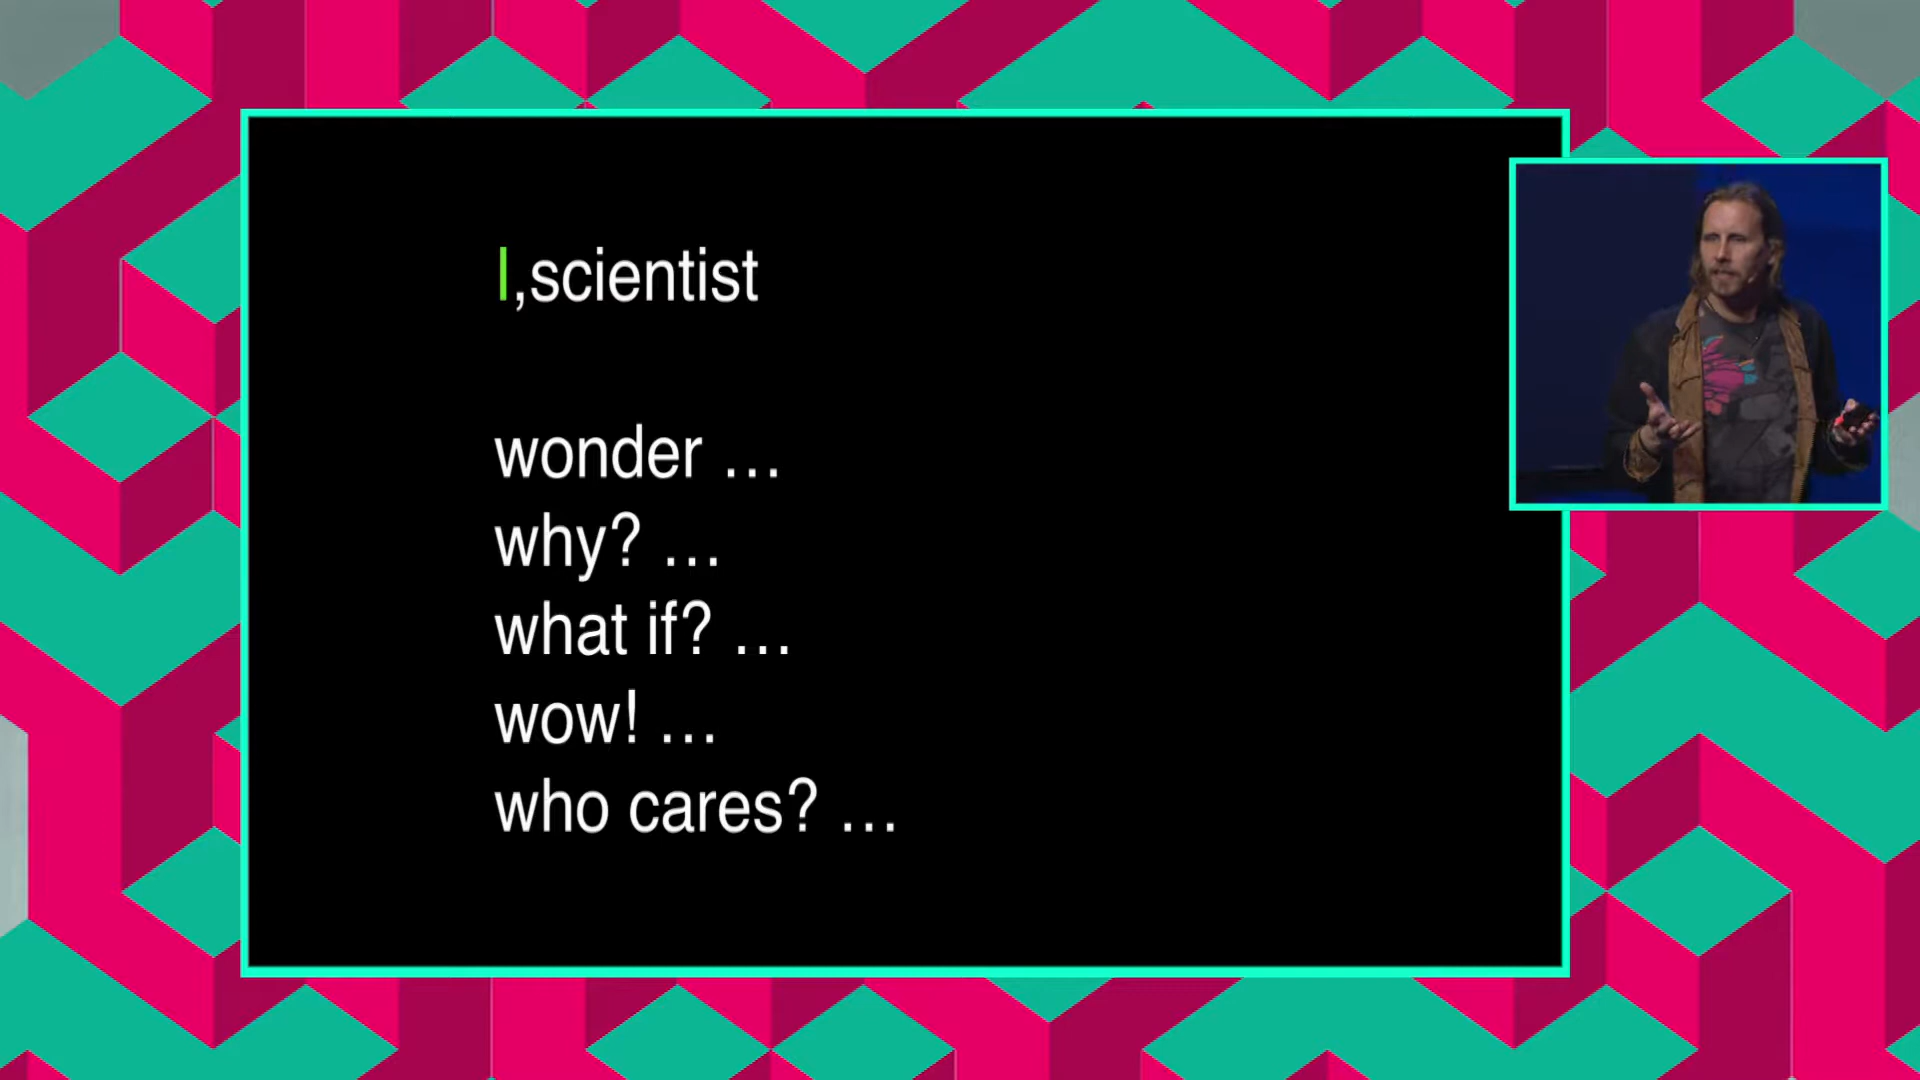 I,scientist
wonder …
why? …
what if? …
wow! …
who cares? …